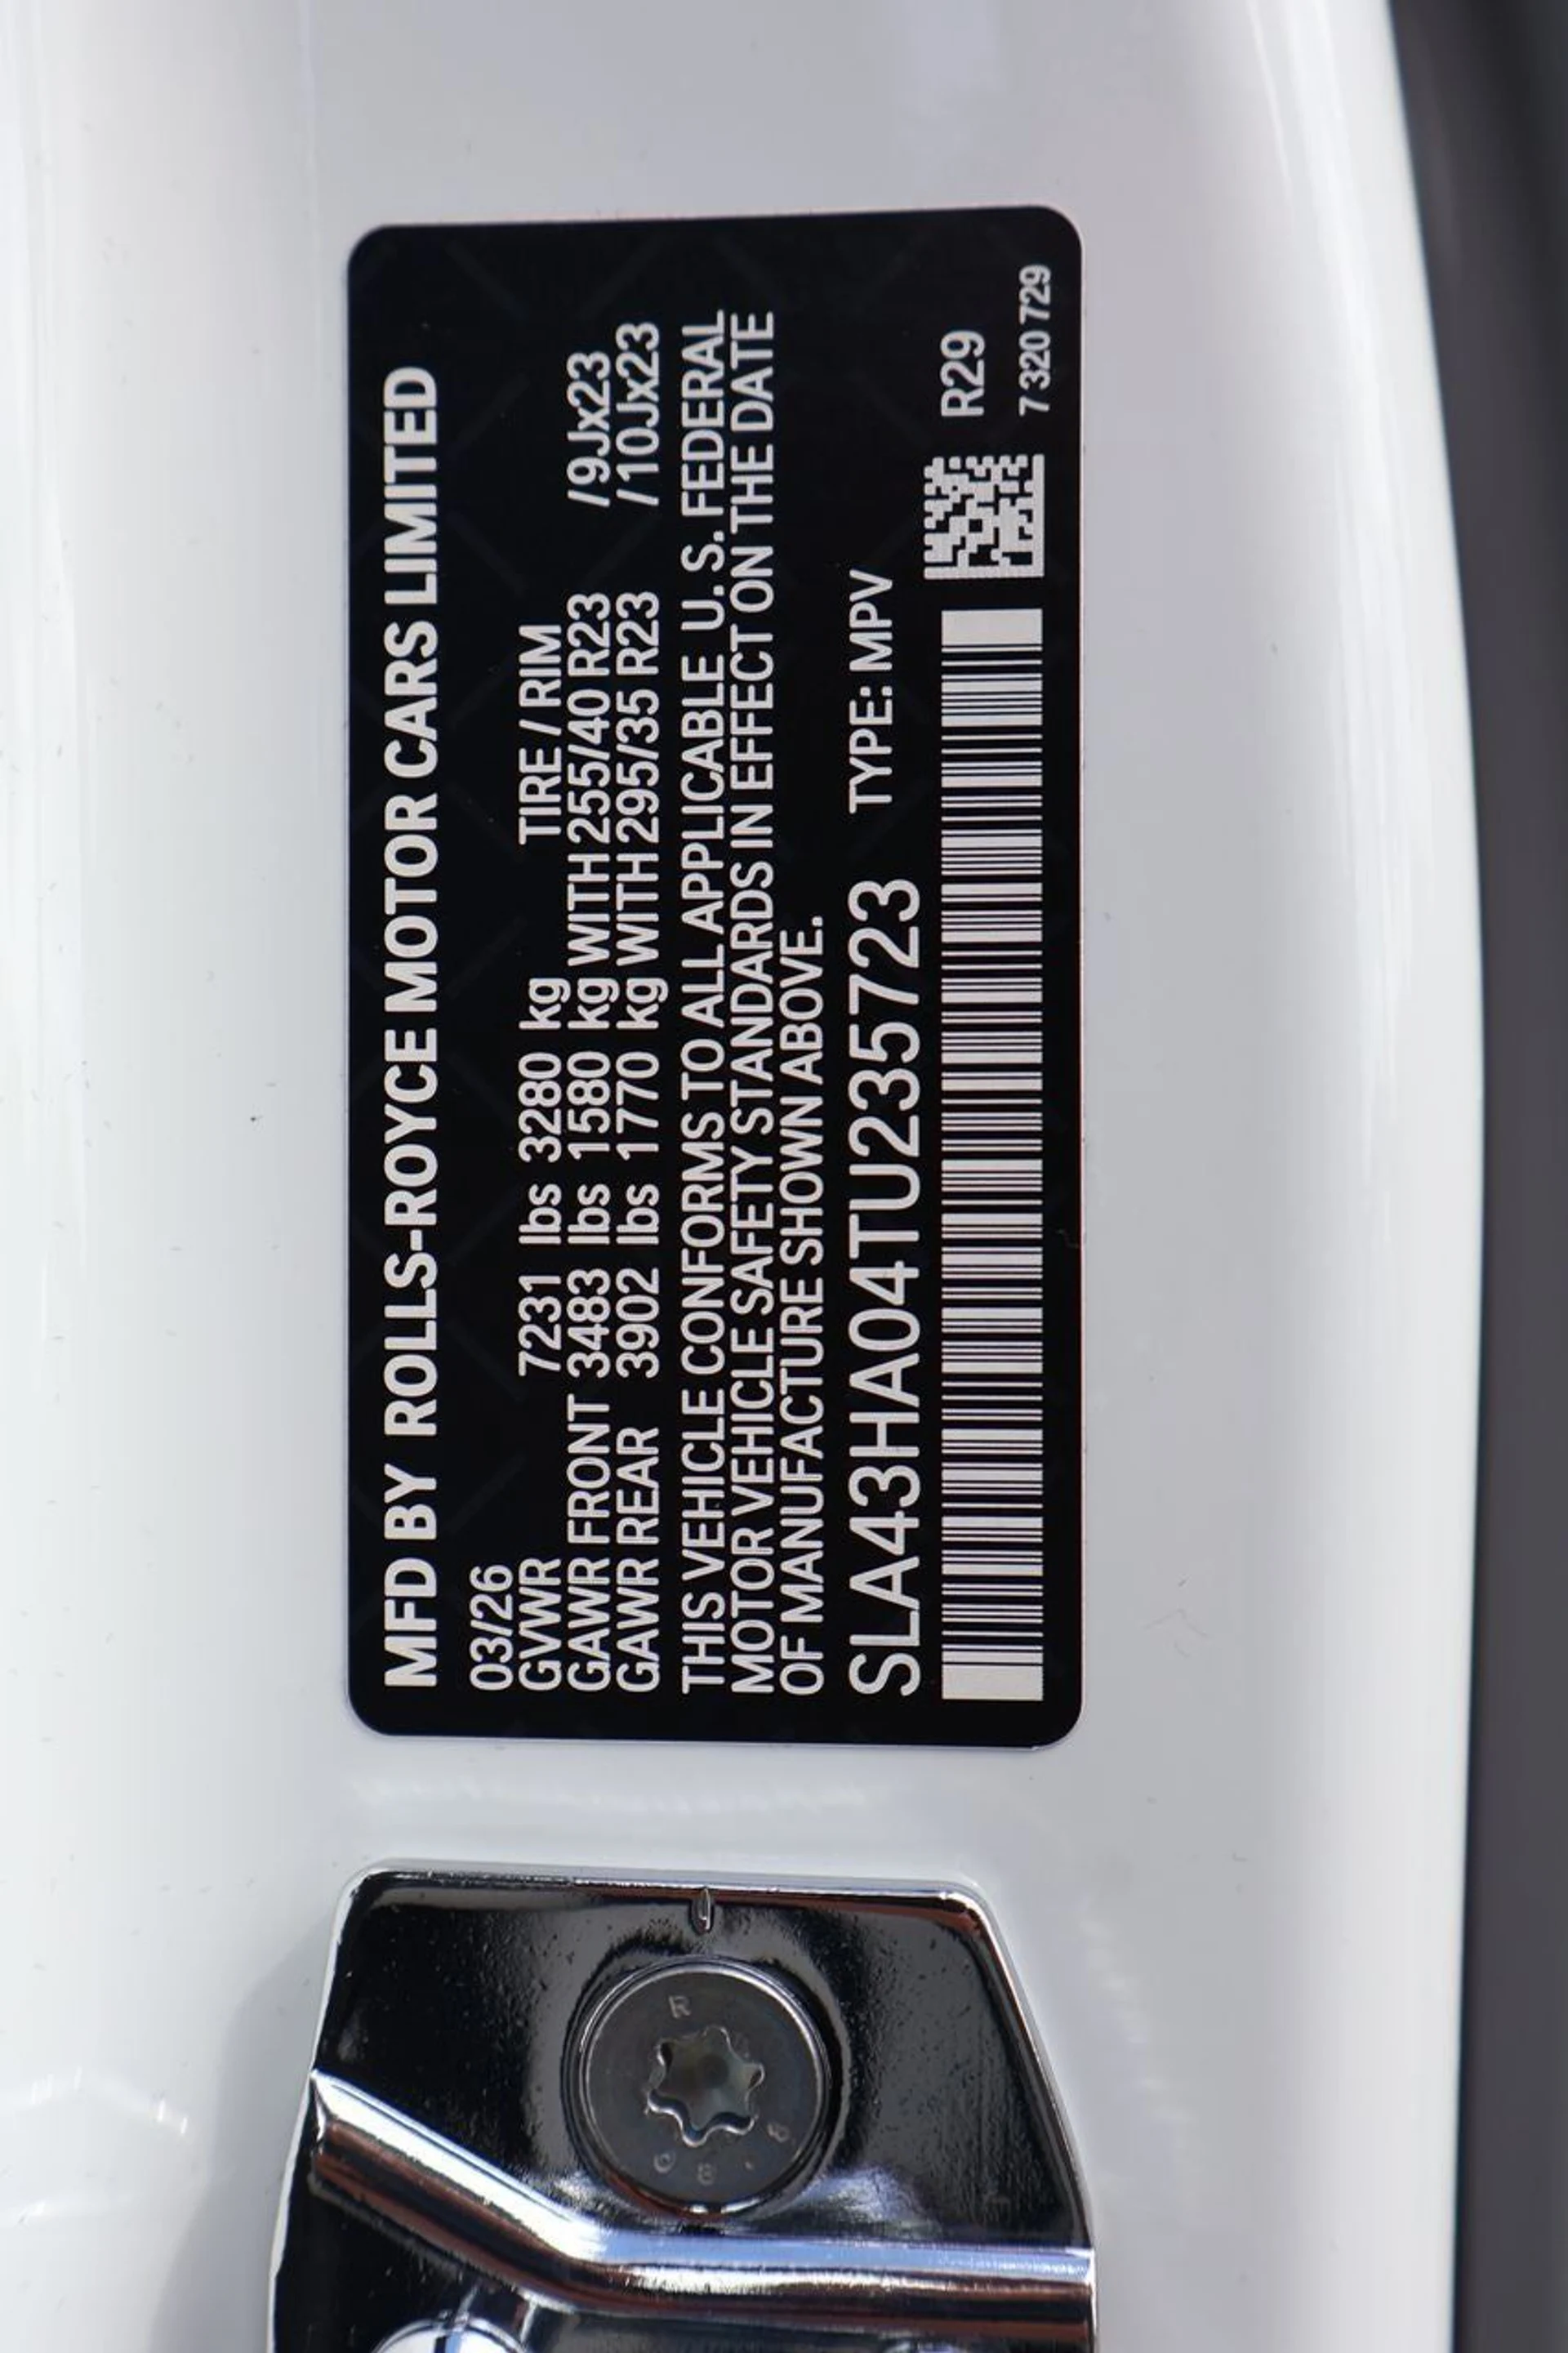 MFD BY ROLLS-ROYCE MOTOR CARS LIMITED
03/26
GVWR 7231 lbs 3280 kg TIRE / RIM
GAWR FRONT 3483 lbs 1580 kg WITH 255/40 R23 / 9Jx23
GAWR REAR 3902 lbs 1770 kg WITH 295/35 R23 / 10Jx23
THIS VEHICLE CONFORMS TO ALL APPLICABLE U.S. FEDERAL
MOTOR VEHICLE SAFETY STANDARDS IN EFFECT ON THE DATE
OF MANUFACTURE SHOWN ABOVE.
SLA43HA04TU235723 TYPE: MPV
R29
7 320 729
R